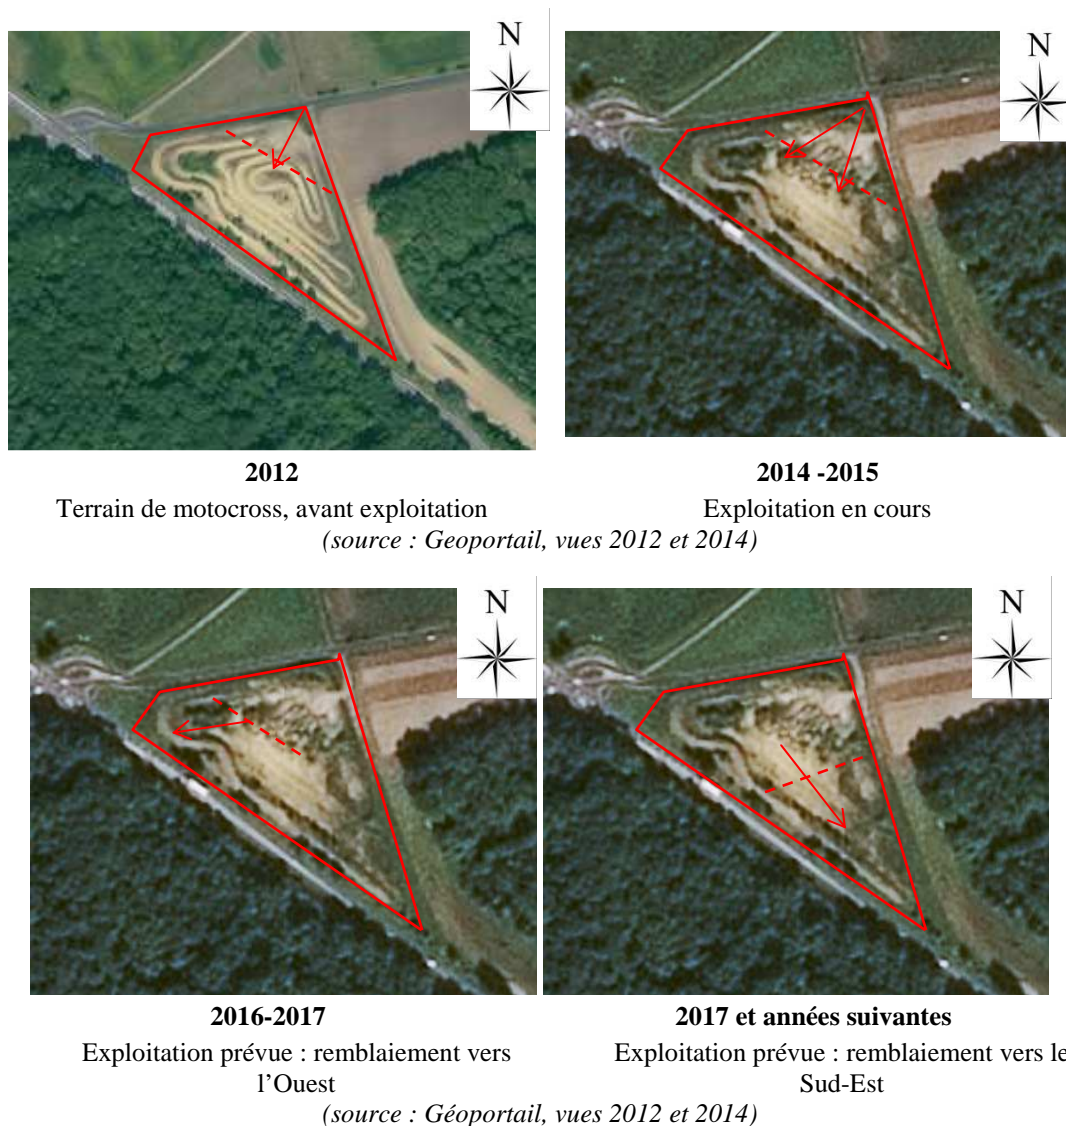 N
N
2012
2014 -2015
Terrain de motocross, avant exploitation
Exploitation en cours
(source : Geoportail, vues 2012 et 2014)
N
N
2016-2017
2017 et années suivantes
Exploitation prévue : remblaiement vers
l’Ouest
Exploitation prévue : remblaiement vers le
Sud-Est
(source : Géoportail, vues 2012 et 2014)